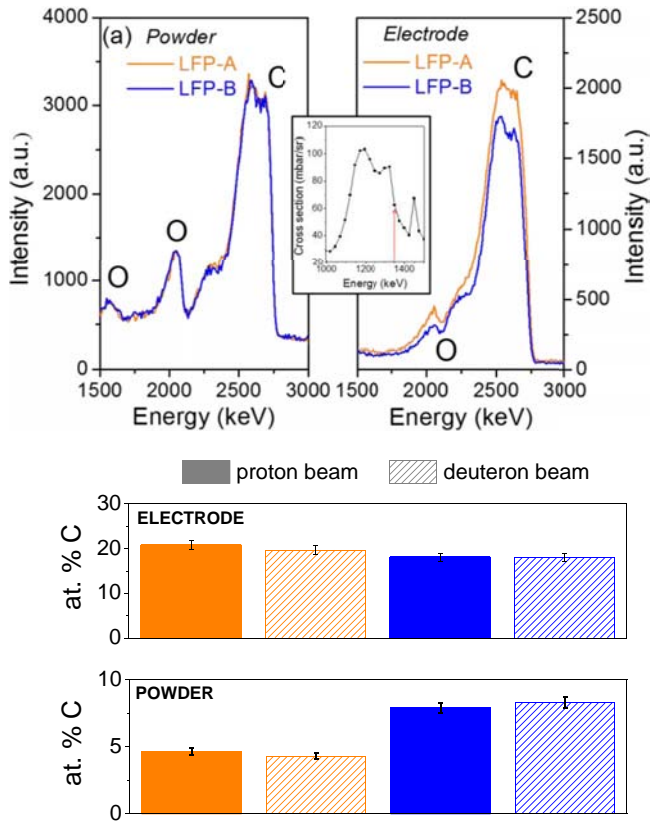 (a) Powder
LFP-A
LFP-B
O
O
C
Intensity (a.u.)
4000
3000
1000
0
1500
2000
2500
3000
Energy (keV)
Cross section (mbar/sr)
120
100
80
60
40
20
1000
1200
1400
Energy (keV)
Electrode
LFP-A
LFP-B
C
O
2500
2000
1500
1000
500
0
Intensity (a.u.)
1500
2000
2500
3000
Energy (keV)
proton beam
deuteron beam
ELECTRODE
at. % C
30
20
10
0
POWDER
at. % C
10
5
0